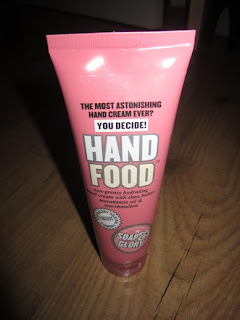 THE MOST ASTONISHING
HAND CREAM EVER?
YOU DECIDE!
HAND
FOOD
non-greasy hydrating
hand cream with shea butter,
macadamia oil &
marshmallow
SOAP &
GLORY